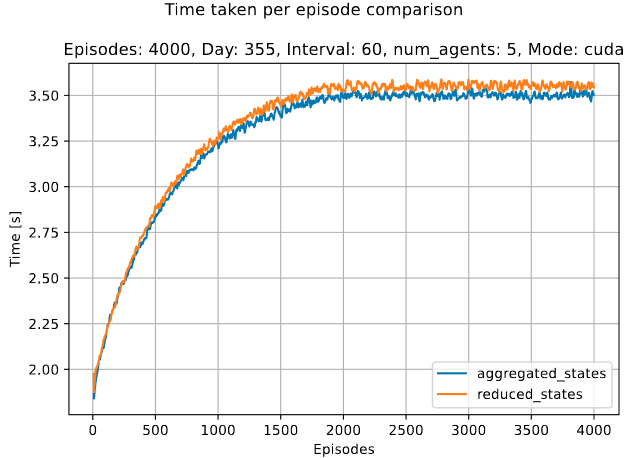 Time taken per episode comparison
Episodes: 4000, Day: 355, Interval: 60, num_agents: 5, Mode: cuda
3.50
3.25
3.00
2.75
2.50
2.25
2.00
Time [s]
aggregated_states
reduced_states
0 500 1000 1500 2000 2500 3000 3500 4000
Episodes